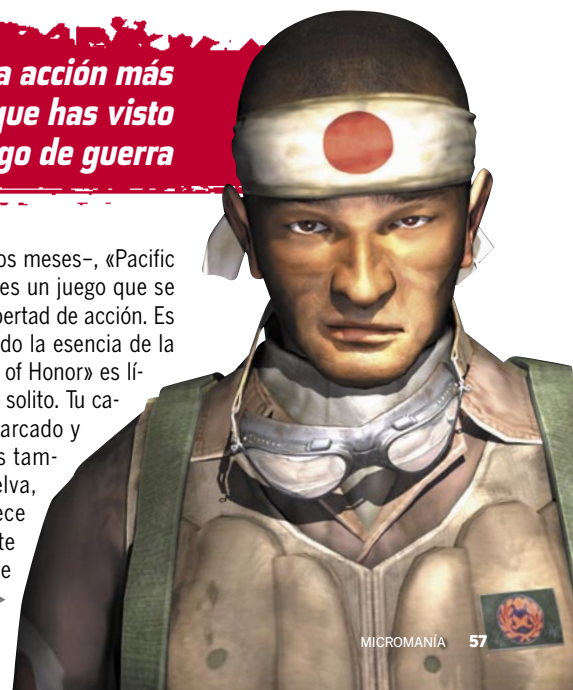 a acción más
que has visto
go de guerra
os meses–, «Pacific
es un juego que se
bertad de acción. Es
do la esencia de la
of Honor» es lí-
solito. Tu ca-
arcado y
s tam-
elva,
ece
te
e
MICROMANÍA 57